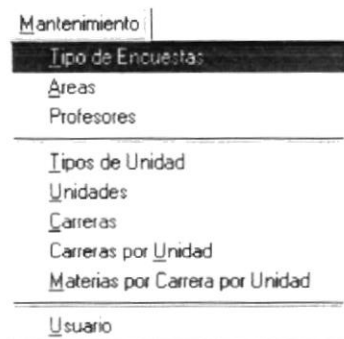 Mantenimiento
Tipo de Encuestas
Areas
Profesores
Tipos de Unidad
Unidades
Carreras
Carreras por Unidad
Materias por Carrera por Unidad
Usuario